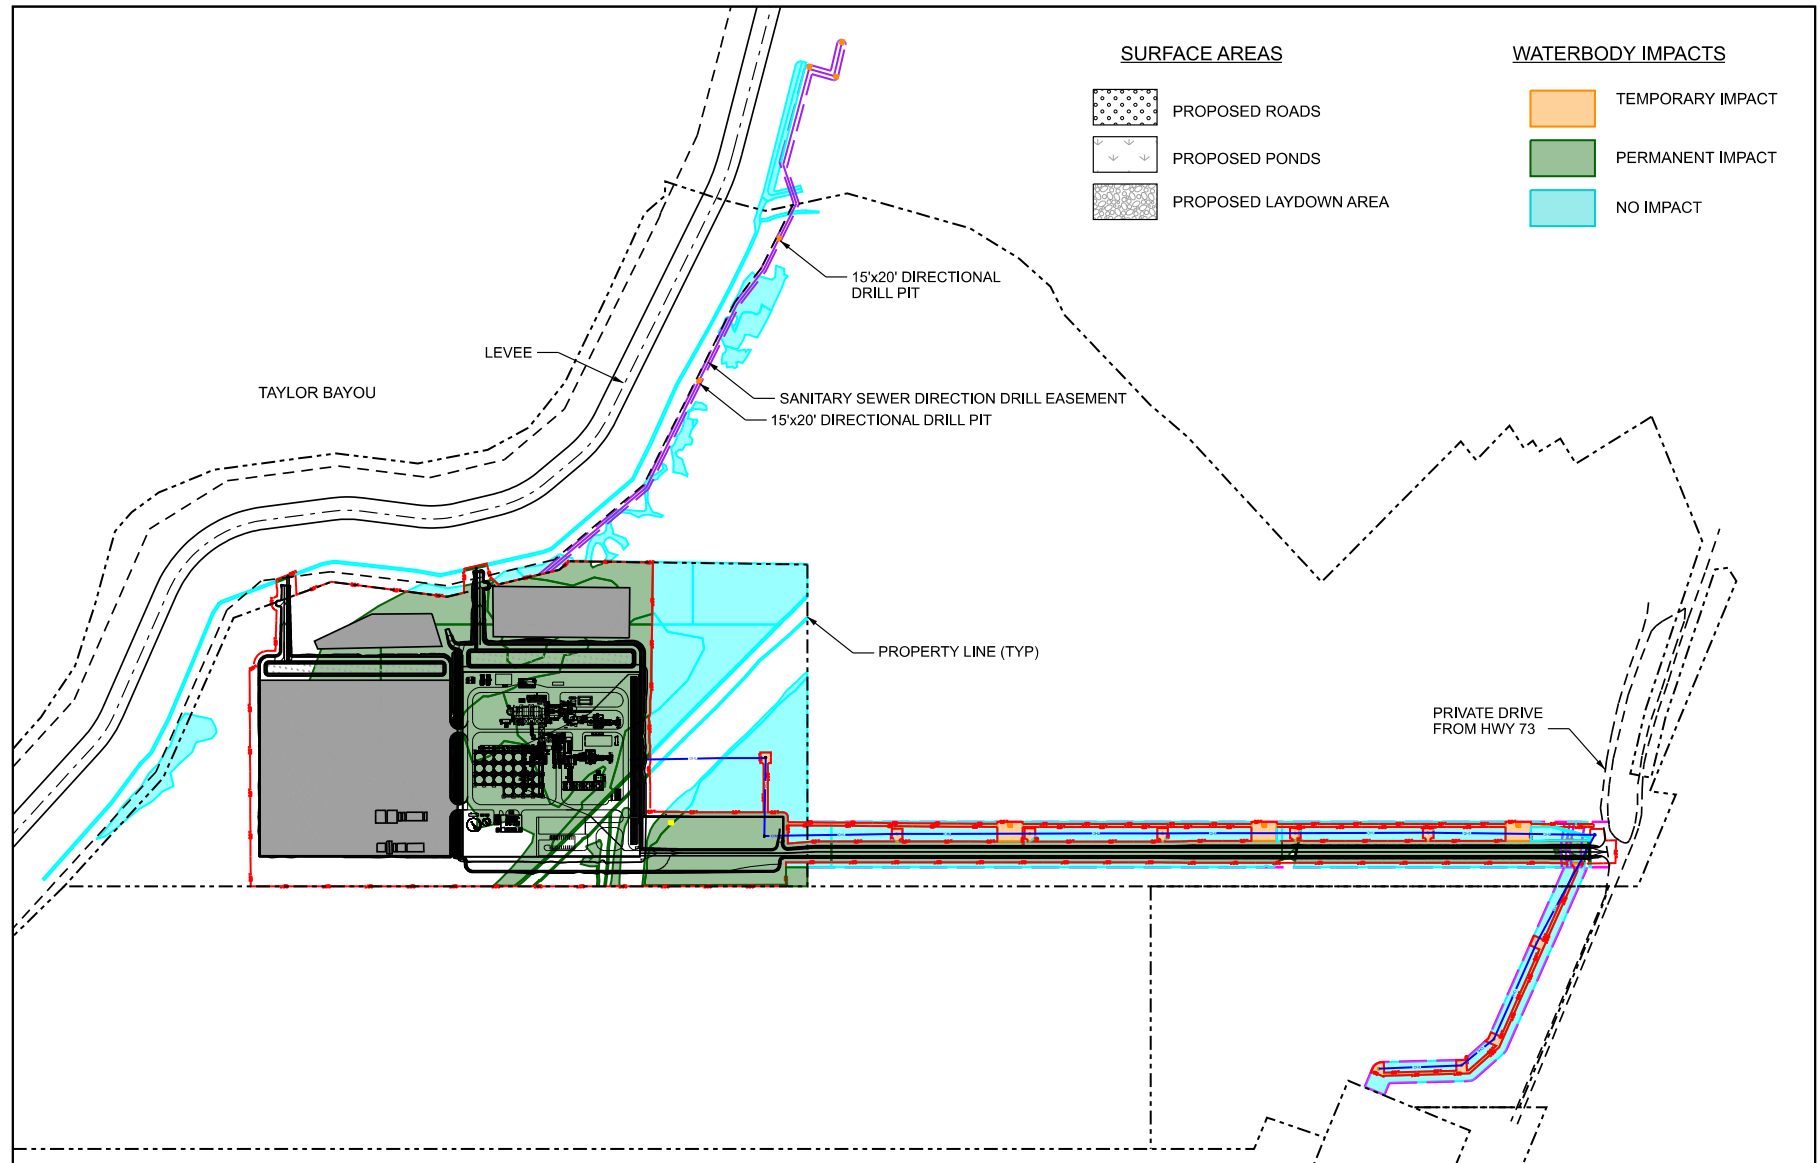 SURFACE AREAS
PROPOSED ROADS
PROPOSED PONDS
PROPOSED LAYDOWN AREA
WATERBODY IMPACTS
TEMPORARY IMPACT
PERMANENT IMPACT
NO IMPACT
15'x20' DIRECTIONAL
DRILL PIT
LEVEE
TAYLOR BAYOU
SANITARY SEWER DIRECTION DRILL EASEMENT
15'x20' DIRECTIONAL DRILL PIT
PROPERTY LINE (TYP)
PRIVATE DRIVE
FROM HWY 73